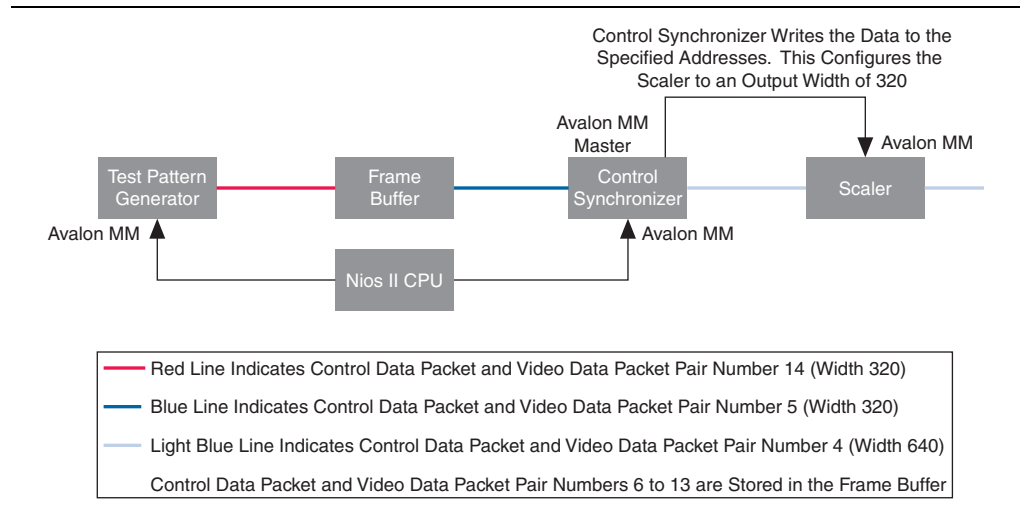 Control Synchronizer Writes the Data to the
Specified Addresses. This Configures the
Scaler to an Output Width of 320
Avalon MM
Master
Avalon MM
Test Pattern
Generator
Frame
Buffer
Control
Synchronizer
Scaler
Avalon MM
Avalon MM
Nios II CPU
Red Line Indicates Control Data Packet and Video Data Packet Pair Number 14 (Width 320)
Blue Line Indicates Control Data Packet and Video Data Packet Pair Number 5 (Width 320)
Light Blue Line Indicates Control Data Packet and Video Data Packet Pair Number 4 (Width 640)
Control Data Packet and Video Data Packet Pair Numbers 6 to 13 are Stored in the Frame Buffer